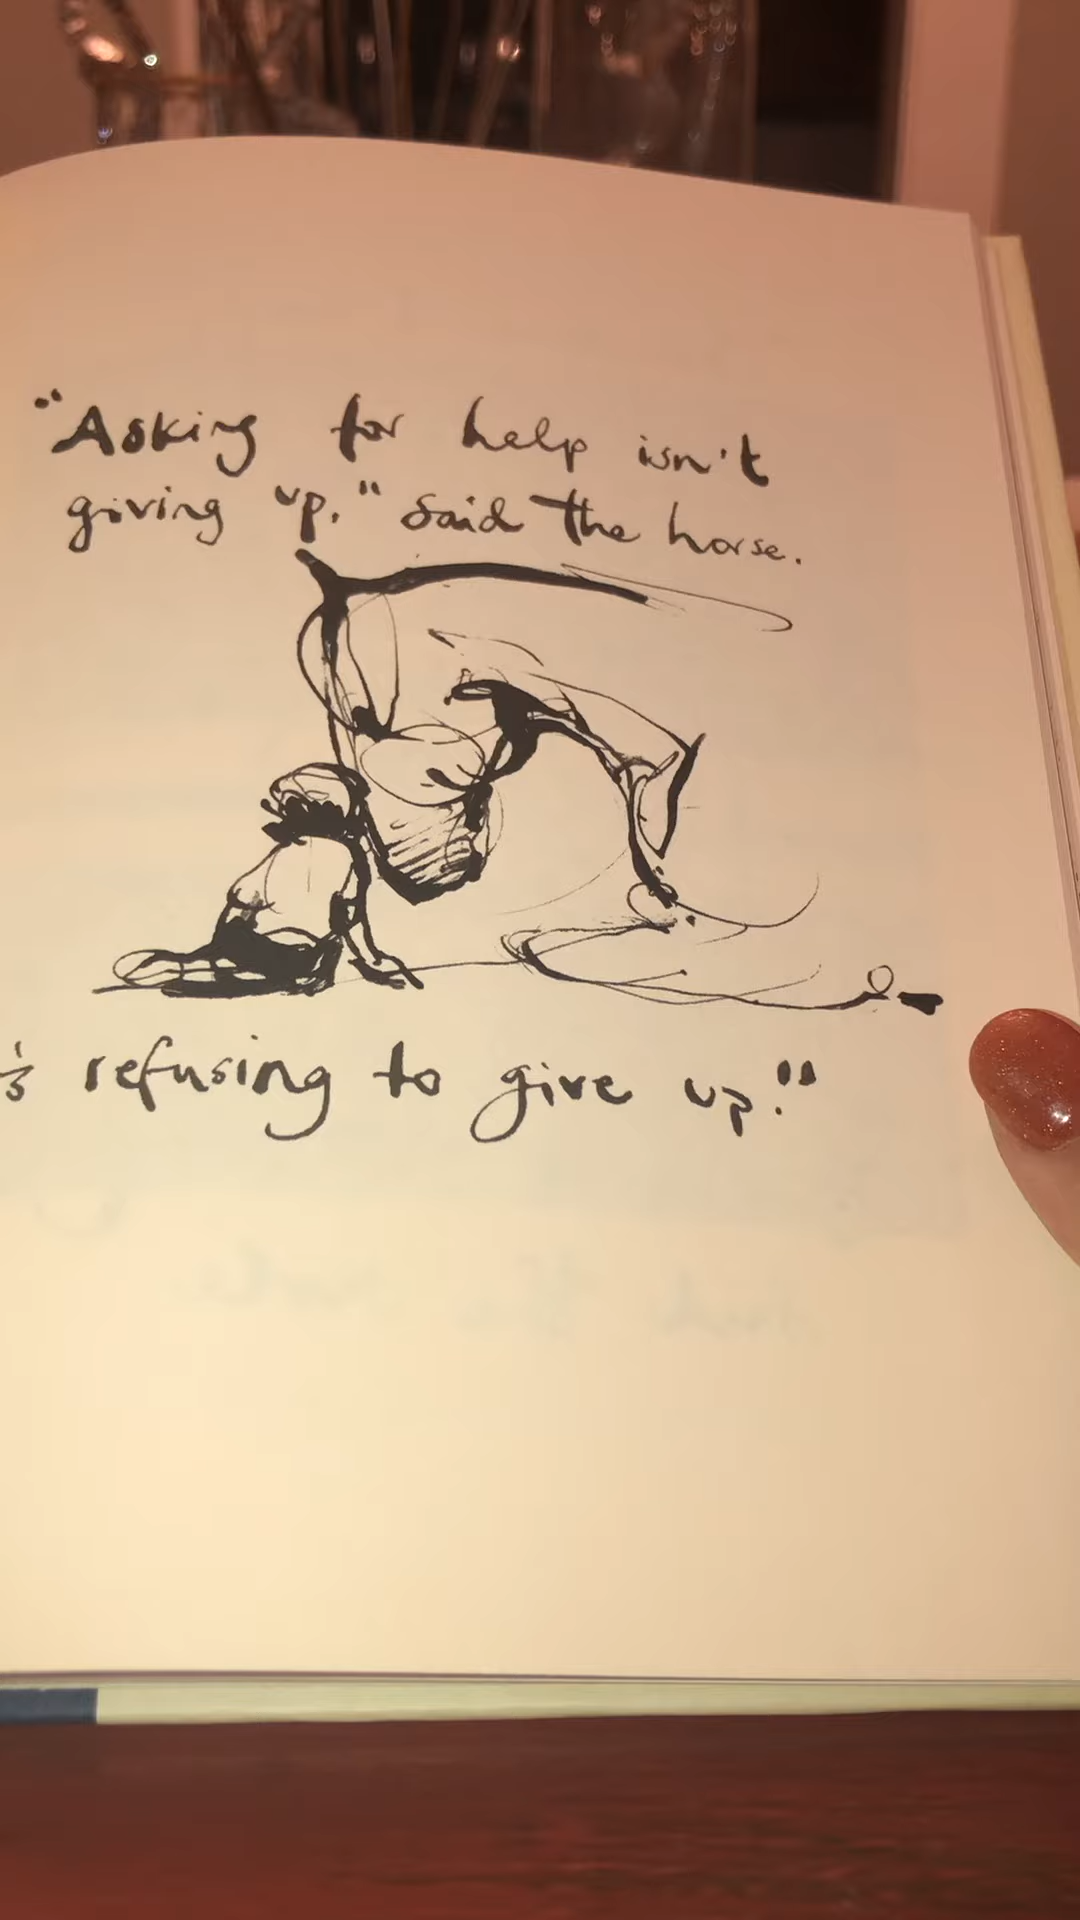 "Asking for help isn't
giving up." said the horse.
's refusing to give up."